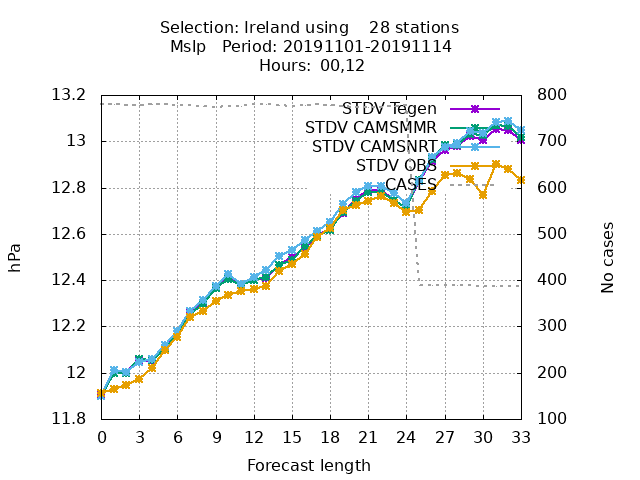 Selection: Ireland using    28 stations
Mslp   Period: 20191101-20191114
Hours:  00,12
13.2
13
12.8
12.6
12.4
12.2
12
11.8
800
700
600
500
400
300
200
100
STDV Tegen
STDV CAMSMMR
STDV CAMSNRT
STDV OBS
CASES
hPa
No cases
0 3 6 9 12 15 18 21 24 27 30 33
Forecast length